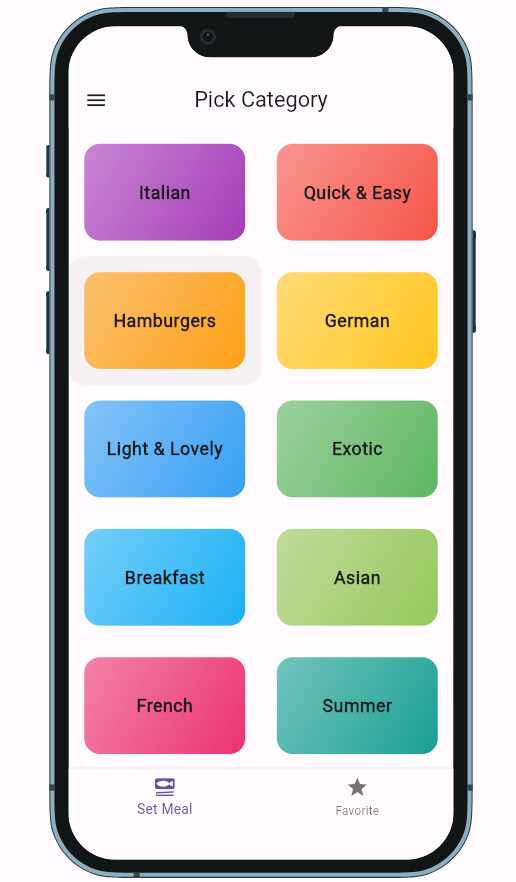 Pick Category
Italian
Quick & Easy
Hamburgers
German
Light & Lovely
Exotic
Breakfast
Asian
French
Summer
Set Meal
Favorite